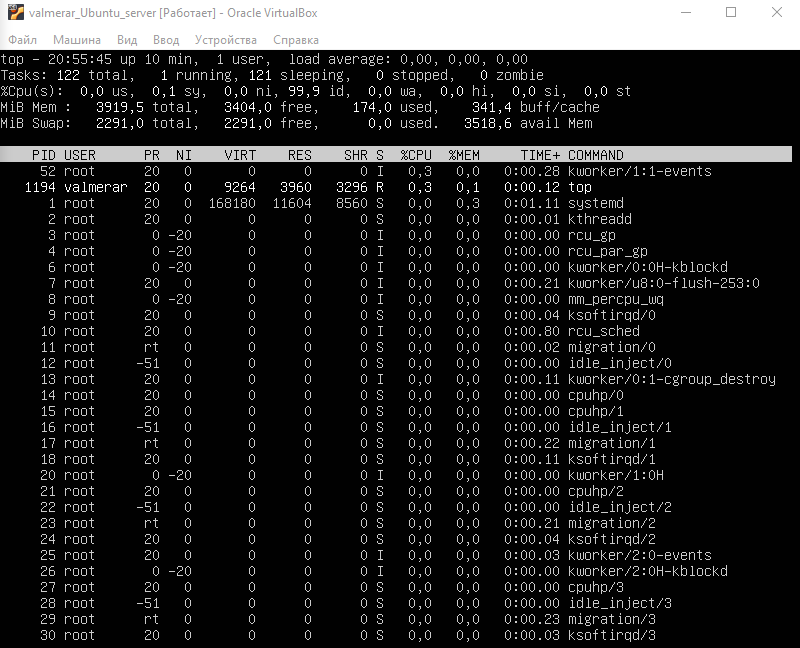 valmerar_Ubuntu_server [Работает] - Oracle VirtualBox
Файл Машина Вид Ввод Устройства Справка
top - 20:55:45 up 10 min, 1 user, load average: 0,00, 0,00, 0,00
Tasks: 122 total, 1 running, 121 sleeping, 0 stopped, 0 zombie
%Cpu(s): 0,0 us, 0,1 sy, 0,0 ni, 99,9 id, 0,0 wa, 0,0 hi, 0,0 si, 0,0 st
MiB Mem : 3919,5 total, 3404,0 free, 174,0 used, 341,4 buff/cache
MiB Swap: 2291,0 total, 2291,0 free, 0,0 used. 3518,6 avail Mem
PID USER PR NI VIRT RES SHR S %CPU %MEM TIME+ COMMAND
52 root 20 0 0 0 0 I 0,3 0,0 0:00.28 kworker/1:1-events
1194 valmerar 20 0 9264 3960 3296 R 0,3 0,1 0:00.12 top
1 root 20 0 168180 11604 8560 S 0,0 0,3 0:01.11 systemd
2 root 20 0 0 0 0 S 0,0 0,0 0:00.01 kthreadd
3 root 0 -20 0 0 0 I 0,0 0,0 0:00.00 rcu_gp
4 root 0 -20 0 0 0 I 0,0 0,0 0:00.00 rcu_par_gp
6 root 0 -20 0 0 0 I 0,0 0,0 0:00.00 kworker/0:0H-kblockd
7 root 20 0 0 0 0 I 0,0 0,0 0:00.21 kworker/u8:0-flush-253:0
8 root 0 -20 0 0 0 I 0,0 0,0 0:00.00 mm_percpu_wq
9 root 20 0 0 0 0 S 0,0 0,0 0:00.04 ksoftirqd/0
10 root 20 0 0 0 0 I 0,0 0,0 0:00.80 rcu_sched
11 root rt 0 0 0 0 S 0,0 0,0 0:00.02 migration/0
12 root -51 0 0 0 0 S 0,0 0,0 0:00.00 idle_inject/0
13 root 20 0 0 0 0 I 0,0 0,0 0:00.11 kworker/0:1-cgroup_destroy
14 root 20 0 0 0 0 S 0,0 0,0 0:00.00 cpuhp/0
15 root 20 0 0 0 0 S 0,0 0,0 0:00.00 cpuhp/1
16 root -51 0 0 0 0 S 0,0 0,0 0:00.00 idle_inject/1
17 root rt 0 0 0 0 S 0,0 0,0 0:00.22 migration/1
18 root 20 0 0 0 0 S 0,0 0,0 0:00.11 ksoftirqd/1
20 root 0 -20 0 0 0 I 0,0 0,0 0:00.00 kworker/1:0H
21 root 20 0 0 0 0 S 0,0 0,0 0:00.00 cpuhp/2
22 root -51 0 0 0 0 S 0,0 0,0 0:00.00 idle_inject/2
23 root rt 0 0 0 0 S 0,0 0,0 0:00.21 migration/2
24 root 20 0 0 0 0 S 0,0 0,0 0:00.04 ksoftirqd/2
25 root 20 0 0 0 0 I 0,0 0,0 0:00.03 kworker/2:0-events
26 root 0 -20 0 0 0 I 0,0 0,0 0:00.00 kworker/2:0H-kblockd
27 root 20 0 0 0 0 S 0,0 0,0 0:00.00 cpuhp/3
28 root -51 0 0 0 0 S 0,0 0,0 0:00.00 idle_inject/3
29 root rt 0 0 0 0 S 0,0 0,0 0:00.23 migration/3
30 root 20 0 0 0 0 S 0,0 0,0 0:00.03 ksoftirqd/3